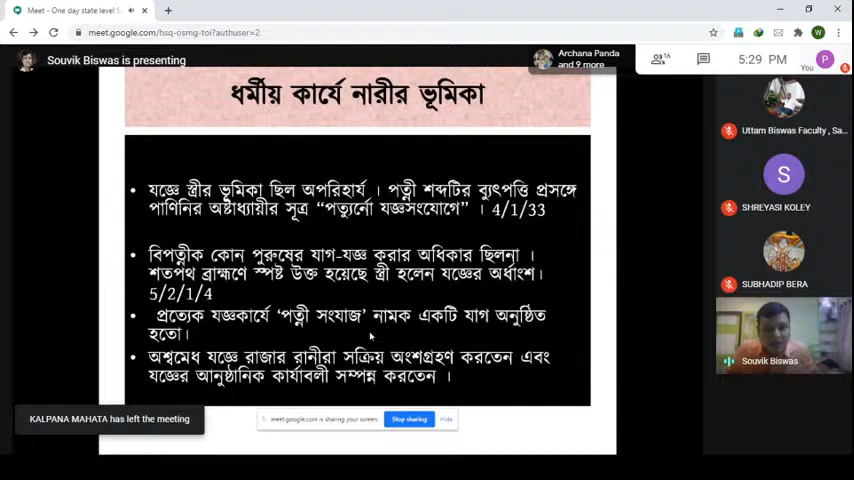 Meet - One day state level S
meet.google.com/hsq-osmg-toi?authuser=2
Souvik Biswas is presenting
Archana Panda
and 9 more
16
5:29 PM
You
P
ধর্মীয় কার্যে নারীর ভূমিকা
• যজ্ঞে স্ত্রীর ভূমিকা ছিল অপরিহার্য । পত্নী শব্দটির ব্যুৎপত্তি প্রসঙ্গে
পাণিনির অষ্টাধ্যায়ীর সূত্র “পত্যুর্নো যজ্ঞসংযোগে” । 4/1/33
• বিপত্নীক কোন পুরুষের যাগ-যজ্ঞ করার অধিকার ছিলনা ।
শতপথ ব্রাহ্মণে স্পষ্ট উক্ত হয়েছে স্ত্রী হলেন যজ্ঞের অর্ধাংশ।
5/2/1/4
• প্রত্যেক যজ্ঞকার্যে ‘পত্নী সংযাজ’ নামক একটি যাগ অনুষ্ঠিত
হতো।
• অশ্বমেধ যজ্ঞে রাজার রানীরা সক্রিয় অংশগ্রহণ করতেন এবং
যজ্ঞের আনুষ্ঠানিক কার্যাবলী সম্পন্ন করতেন ।
KALPANA MAHATA has left the meeting
meet.google.com is sharing your screen.
Stop sharing
Hide
Uttam Biswas Faculty , Sa...
S
SHREYASI KOLEY
SUBHADIP BERA
Souvik Biswas